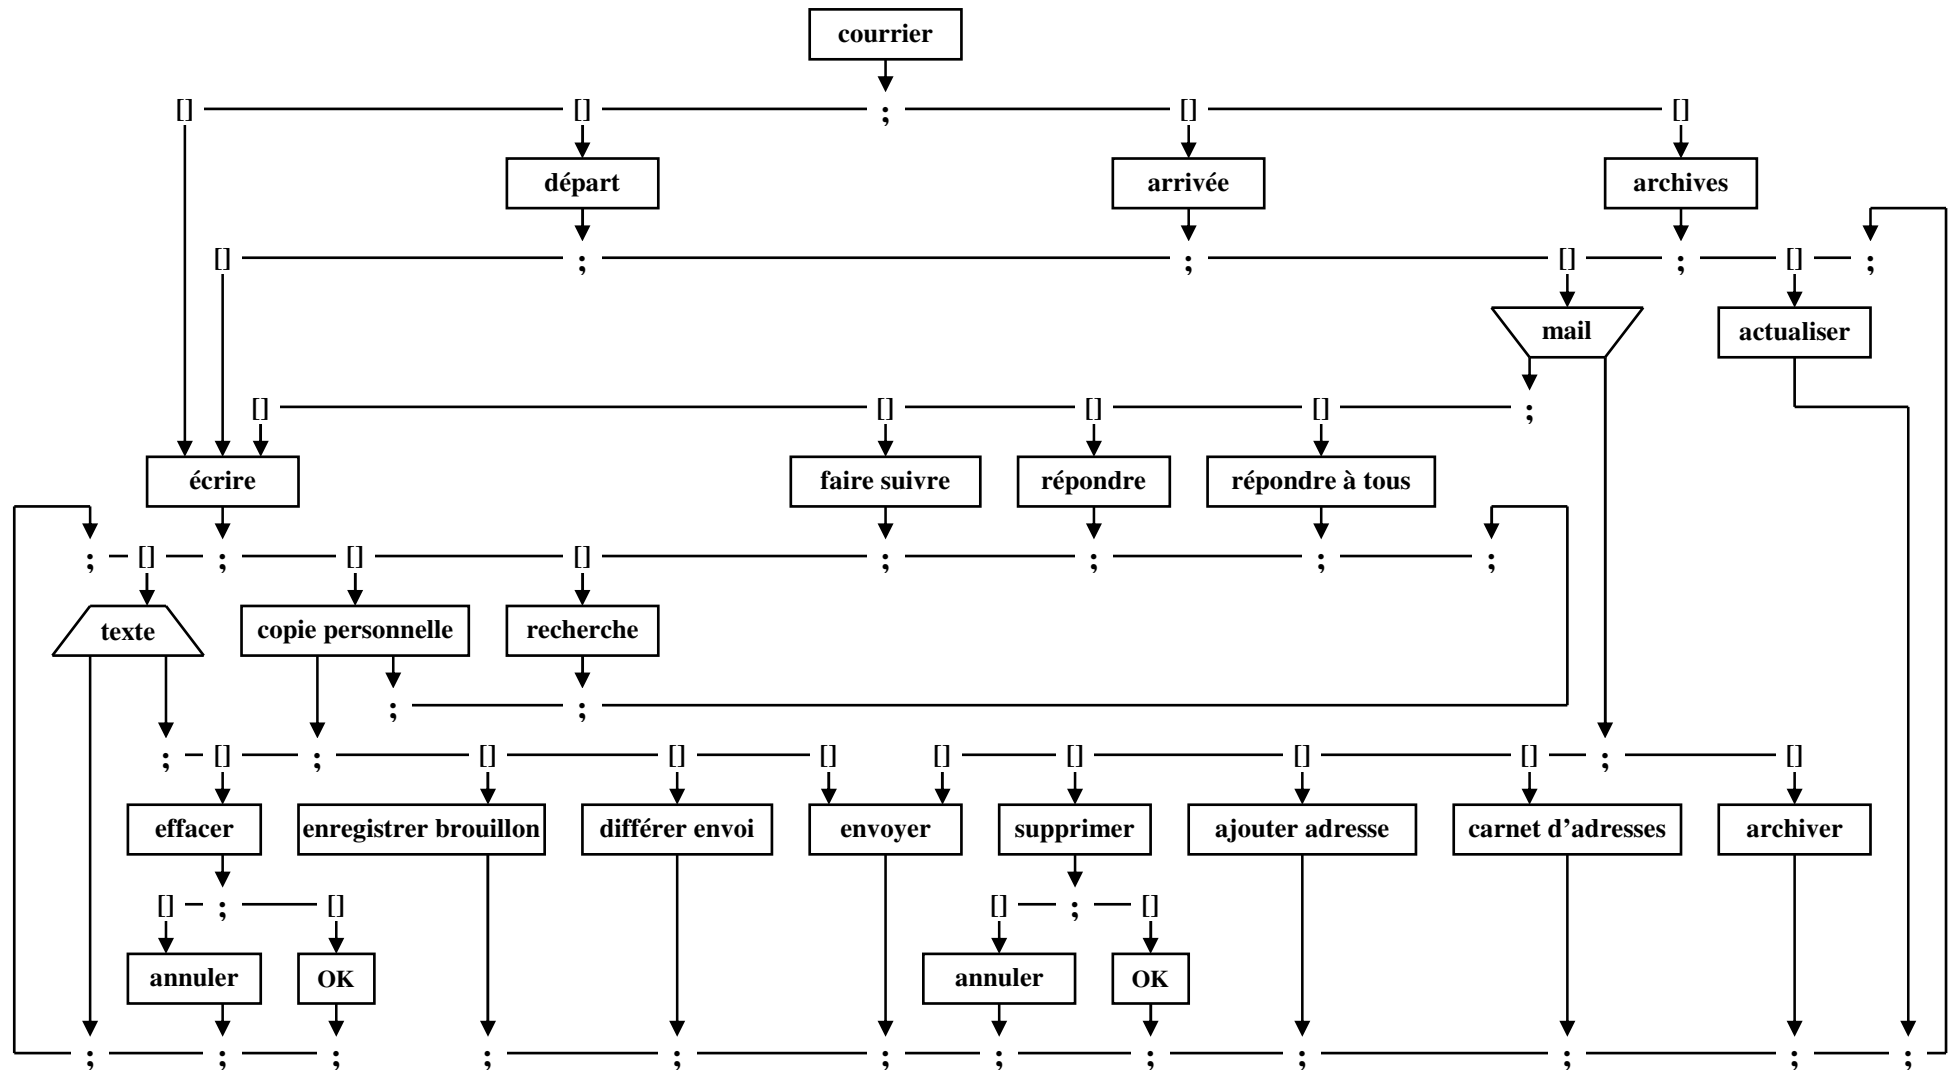 courrier
[] [] ; [] []
départ arrivée archives
[] ; ; [] ; [] ;
mail actualiser
[] [] [] [] ;
écrire faire suivre répondre répondre à tous
; [] ; [] [] ; ; ; ;
texte copie personnelle recherche
; ;
; [] ; [] [] [] [] [] [] [] ; []
effacer enregistrer brouillon différer envoi envoyer supprimer ajouter adresse carnet d’adresses archiver
[] ; [] [] ; []
annuler OK annuler OK
; ; ; ; ; ; ; ; ; ; ; ;